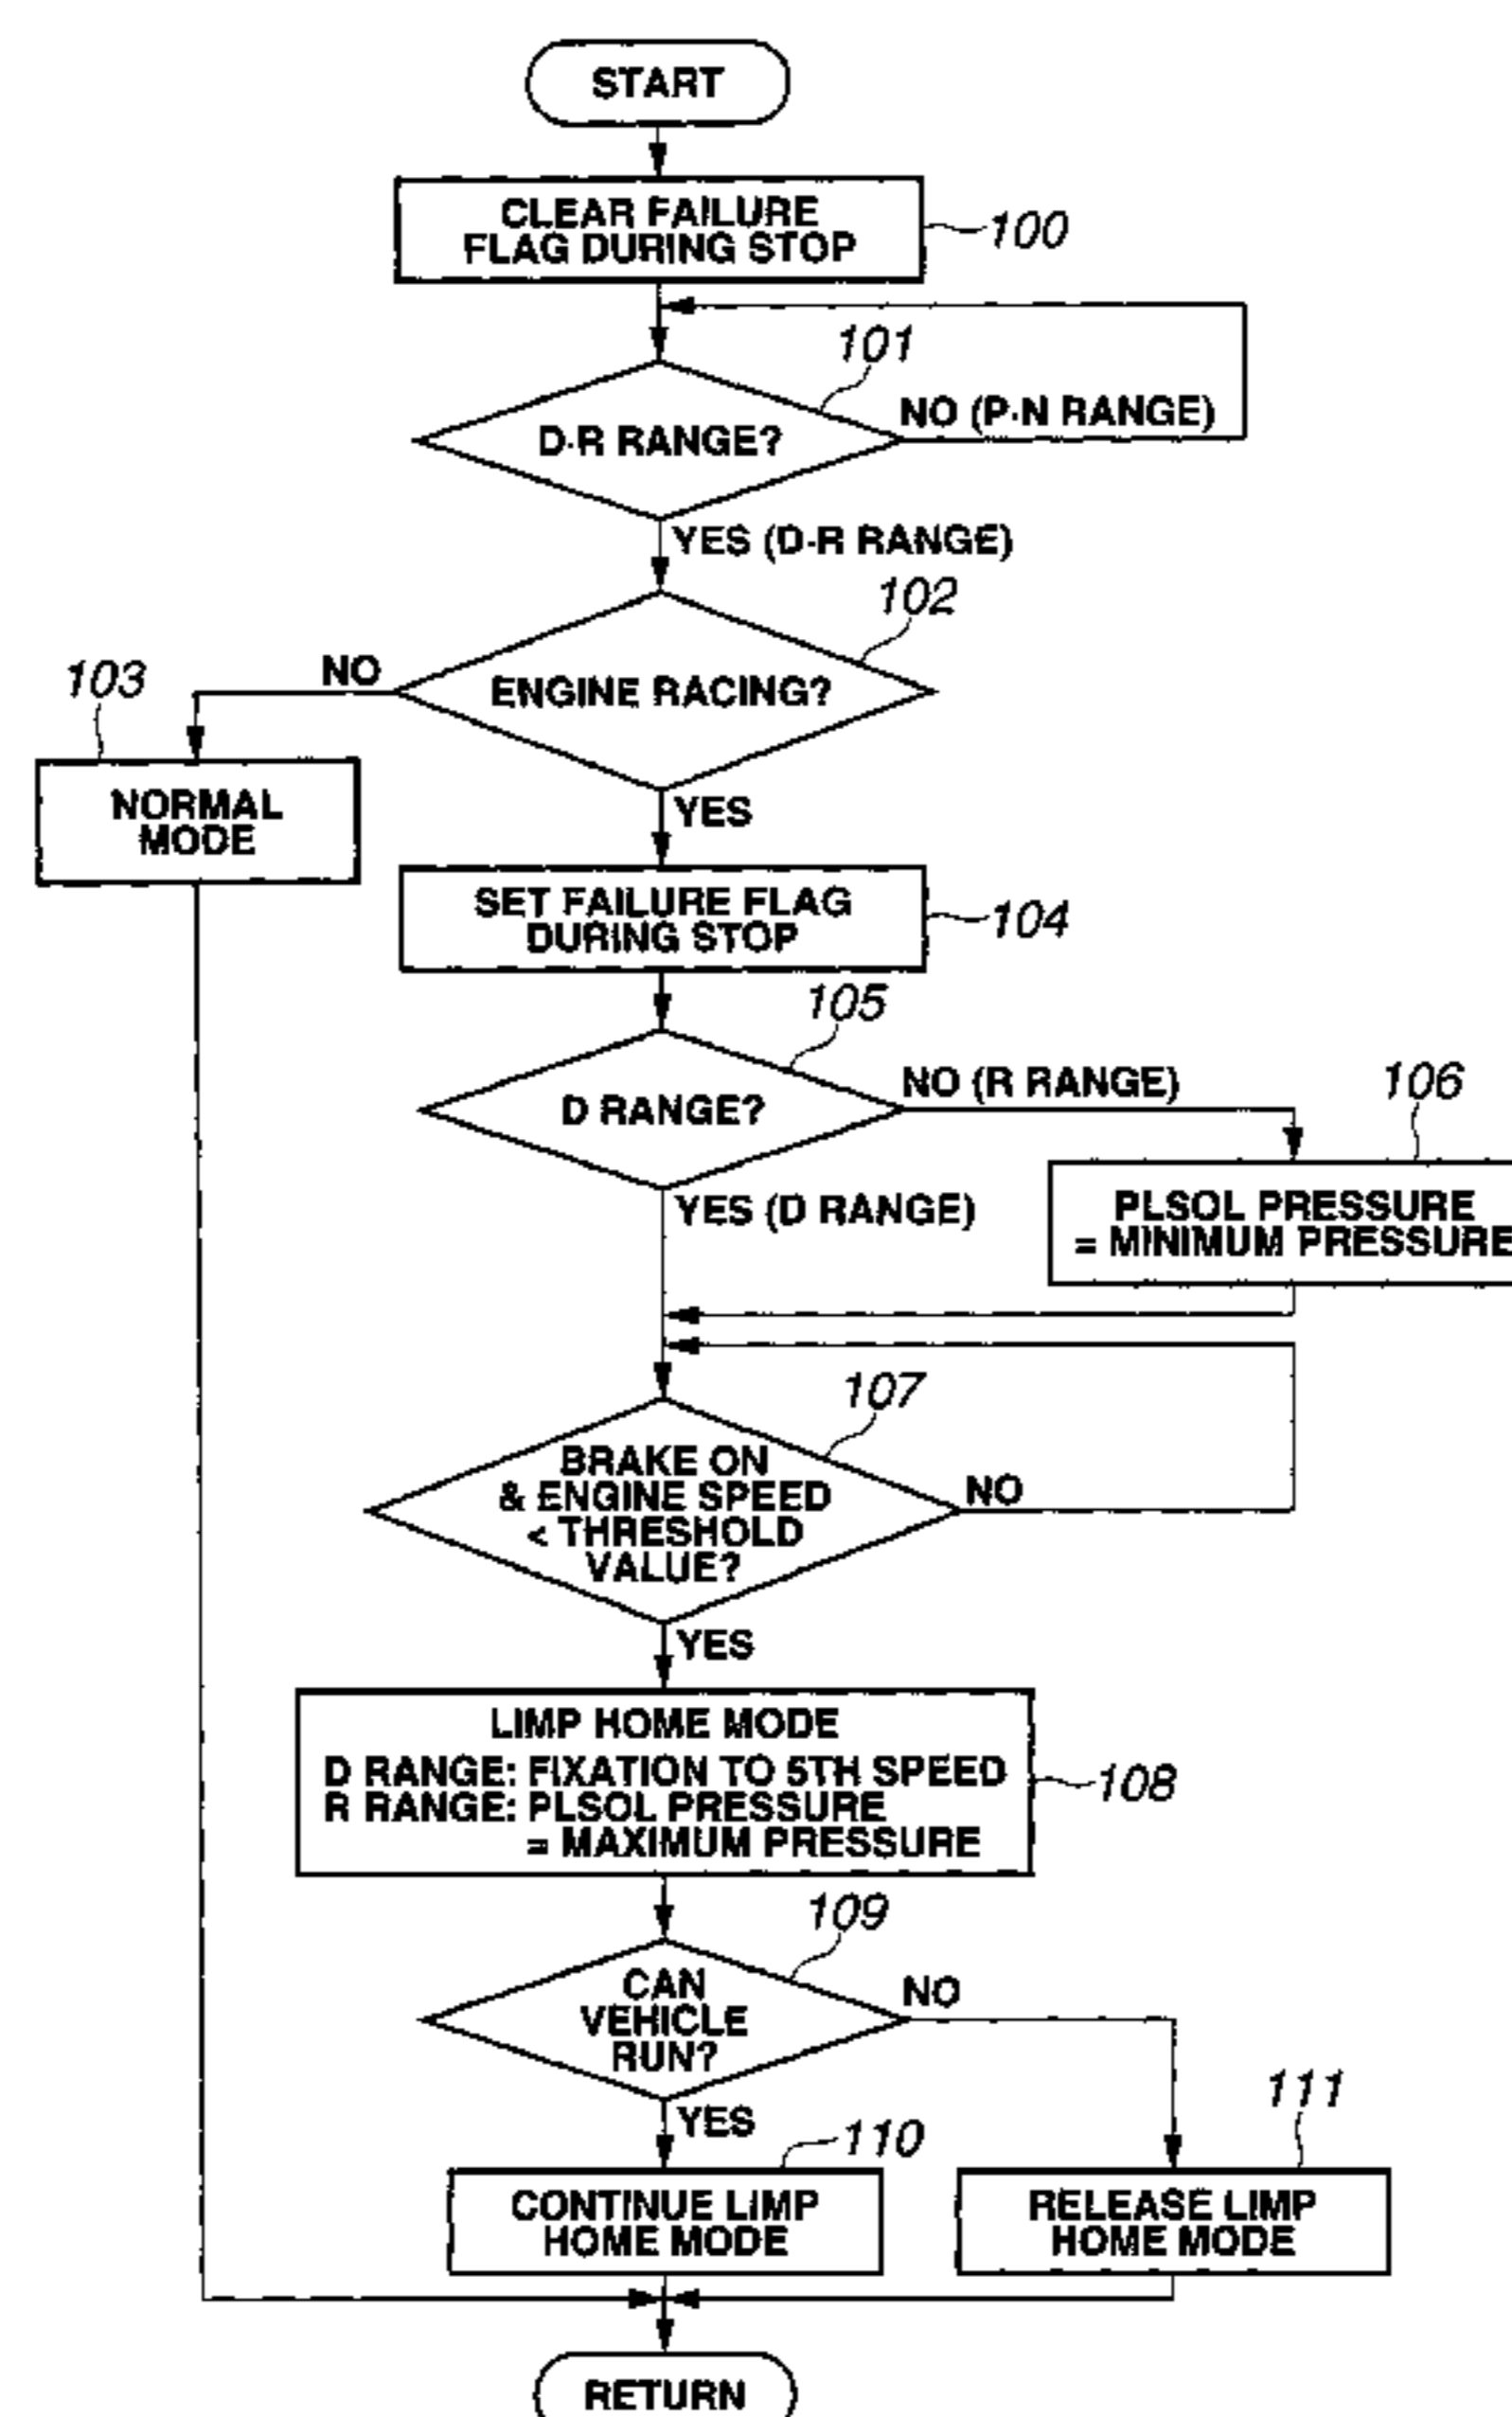 START
CLEAR FAILURE
FLAG DURING STOP
100
101
NO (P·N RANGE)
D·R RANGE?
YES (D·R RANGE)
102
NO
103
ENGINE RACING?
NORMAL
MODE
YES
SET FAILURE FLAG
DURING STOP
104
105
NO (R RANGE)
106
D RANGE?
YES (D RANGE)
PLSOL PRESSURE
= MINIMUM PRESSURE
107
BRAKE ON
& ENGINE SPEED
< THRESHOLD
VALUE?
NO
YES
LIMP HOME MODE
D RANGE: FIXATION TO 5TH SPEED
R RANGE: PLSOL PRESSURE
= MAXIMUM PRESSURE
108
109
CAN
VEHICLE
RUN?
NO
YES
110
111
CONTINUE LIMP
HOME MODE
RELEASE LIMP
HOME MODE
RETURN